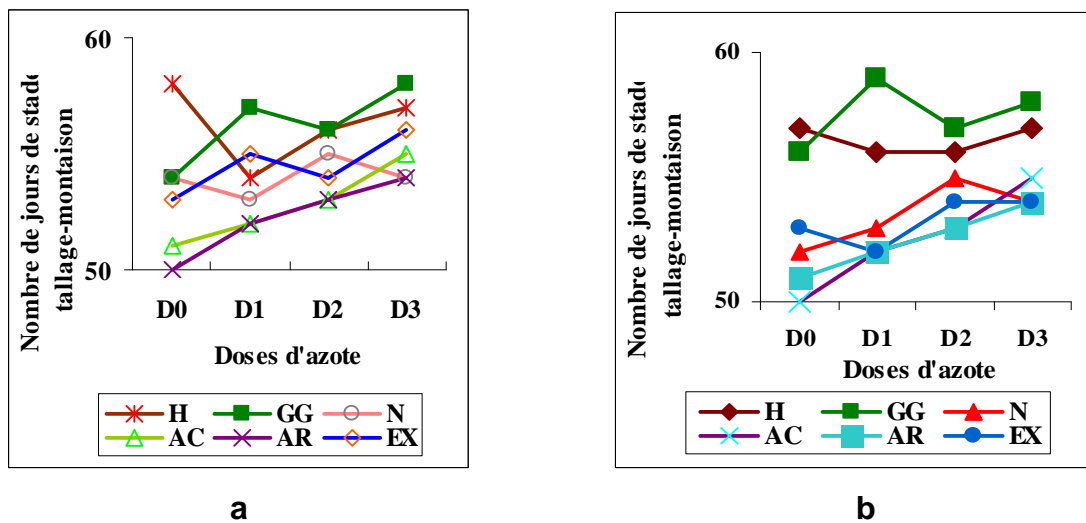 60
50
Nombre de jours de stade
tallage-montaison
D0 D1 D2 D3
Doses d'azote
H GG N
AC AR EX
a
60
50
Nombre de jours de stade
tallage-montaison
D0 D1 D2 D3
Doses d'azote
H GG N
AC AR EX
b